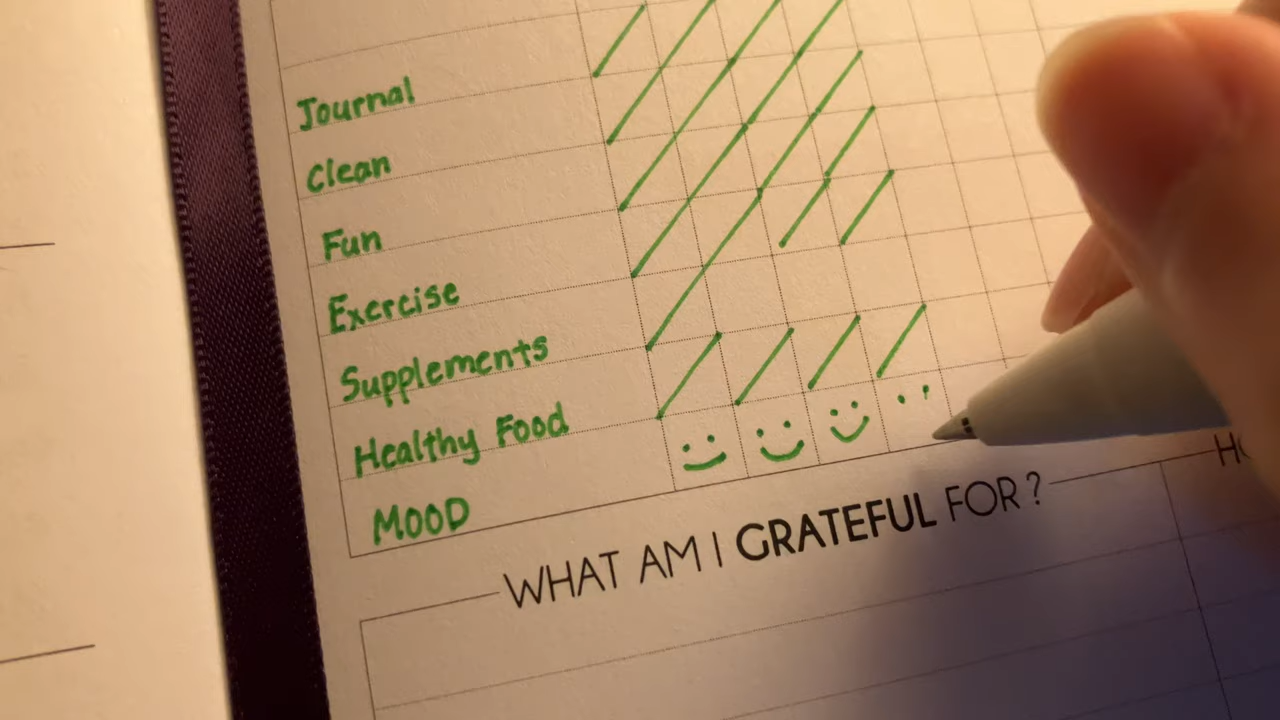 Journal
Clean
Fun
Exercise
Supplements
Healthy Food
MOOD
WHAT AM I GRATEFUL FOR?